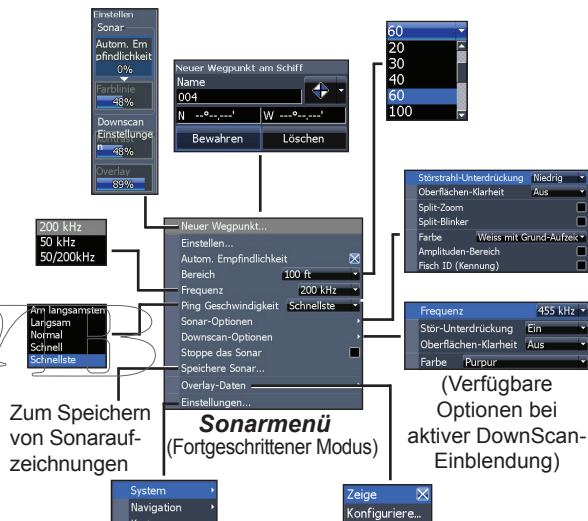 Einstellen
Sonar
Autom. Em
pfindlichkeit
0%
Farblinie
48%
Downscan
Einstellunge
n
Kontrast
48%
Overlay
89%
Neuer Wegpunkt am Schiff
Name
004
N --°--.---' W ---°--.---'
Bewahren Löschen
60
20
30
40
60
100
200 kHz
50 kHz
50/200kHz
Am langsamsten
Langsam
Normal
Schnell
Schnellste
Neuer Wegpunkt...
Einstellen...
Autom. Empfindlichkeit
Bereich 100 ft
Frequenz 200 kHz
Ping Geschwindigkeit Schnellste
Sonar-Optionen
Downscan-Optionen
Stoppe das Sonar
Speichere Sonar...
Overlay-Daten
Einstellungen...
Störstrahl-Unterdrückung Niedrig
Oberflächen-Klarheit Aus
Split-Zoom
Split-Blinker
Farbe Weiss mit Grund-Aufzeic
Amplituden-Bereich
Fisch ID (Kennung)
Frequenz 455 kHz
Stör-Unterdrückung Ein
Oberflächen-Klarheit Aus
Farbe Purpur
(Verfügbare
Optionen bei
aktiver DownScan-
Einblendung)
Zum Speichern
von Sonarauf-
zeichnungen
Sonarmenü
(Fortgeschrittener Modus)
System
Navigation
Zeige
Konfiguriere...